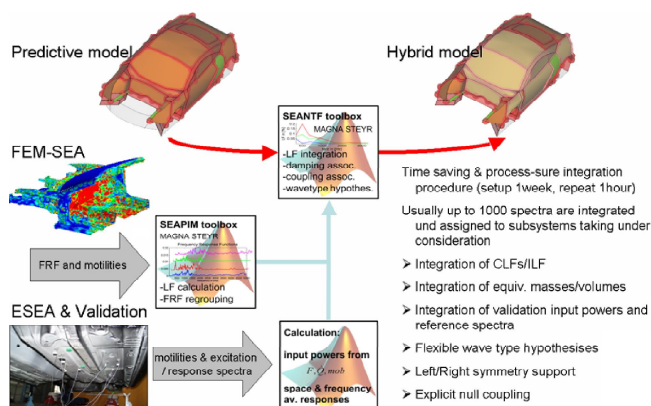 Predictive model
Hybrid model
SEANTF toolbox
MAGNA STEYR
-LF integration
-damping assoc.
-coupling assoc.
-wavetype hypothes.
FEM-SEA
FRF and motilities
SEAPIM toolbox
MAGNA STEYR
Frequency Response Functions
-LF calculation
-FRF regrouping
ESEA & Validation
motilities & excitation
/ response spectra
Calculation:
input powers from
F,Q,mob
space & frequency
av. responses
Time saving & process-sure integration
procedure (setup 1week, repeat 1hour)
Usually up to 1000 spectra are integrated
und assigned to subsystems taking under
consideration
➢ Integration of CLFs/ILF
➢ Integration of equiv. masses/volumes
➢ Integration of validation input powers and
reference spectra
➢ Flexible wave type hypothesises
➢ Left/Right symmetry support
➢ Explicit null coupling